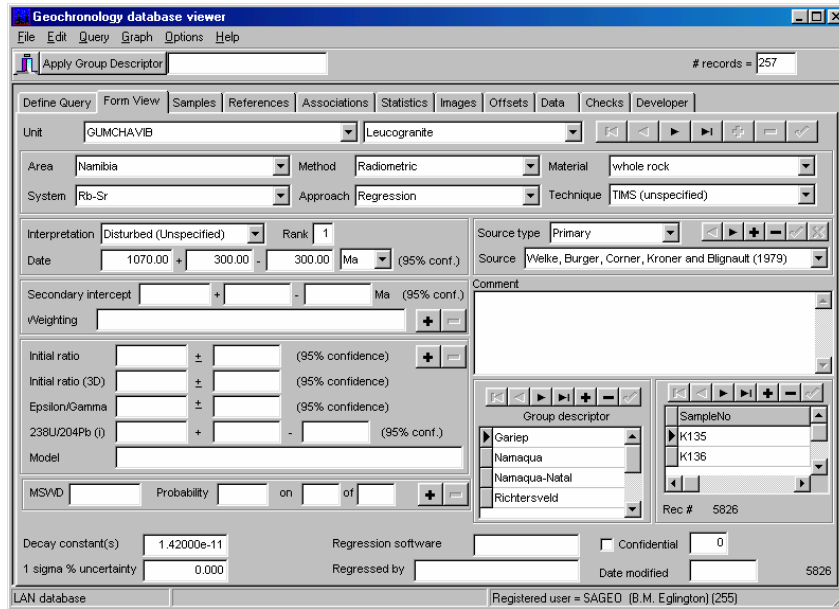 Geochronology database viewer
File Edit Query Graph Options Help
Apply Group Descriptor # records = 257
Define Query Form View Samples References Associations Statistics Images Offsets Data Checks Developer
Unit GUMCHAVIB Leucogranite
Area Namibia Method Radiometric Material whole rock
System Rb-Sr Approach Regression Technique TIMS (unspecified)
Interpretation Disturbed (Unspecified) Rank 1 Source type Primary
Date 1070.00 + 300.00 - 300.00 Ma (95% conf.) Source Welke, Burger, Corner, Kroner and Blignault (1979)
Secondary intercept + - Ma (95% conf.) Comment
Weighting
Initial ratio ± (95% confidence)
Initial ratio (3D) ± (95% confidence)
Epsilon/Gamma ± (95% confidence)
238U/204Pb (i) + - (95% conf.)
Model
Group descriptor
Gariep
Namaqua
Namaqua-Natal
Richtersveld
SampleNo
K135
K136
Rec # 5826
MSWD Probability on of
Decay constant(s) 1.42000e-11 Regression software Confidential 0
1 sigma % uncertainty 0.000 Regressed by Date modified 5826
LAN database Registered user = SAGEO (B.M. Eglington) (255)